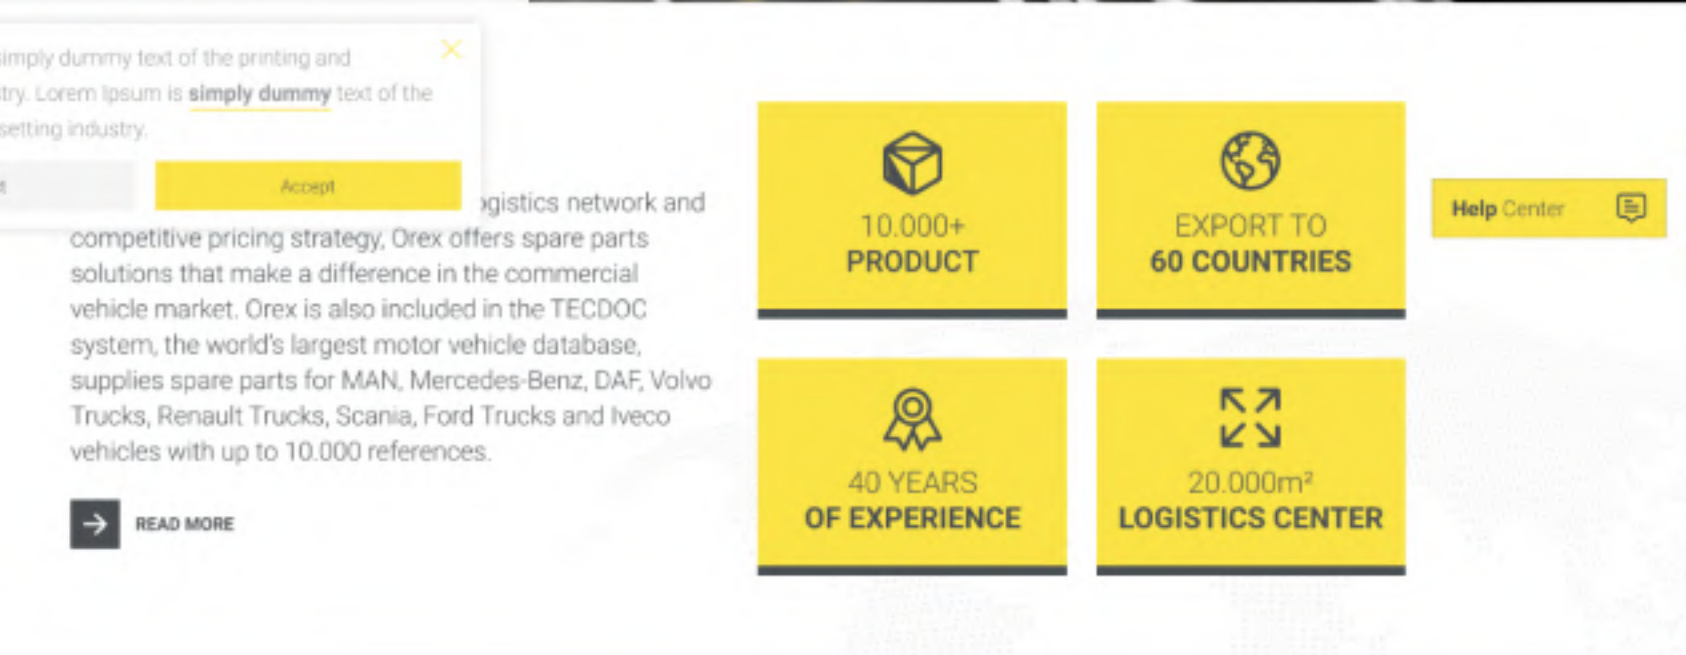 simply dummy text of the printing and
try. Lorem Ipsum is simply dummy text of the
setting industry.
Accept
ogistics network and
competitive pricing strategy, Orex offers spare parts
solutions that make a difference in the commercial
vehicle market. Orex is also included in the TECDOC
system, the world's largest motor vehicle database,
supplies spare parts for MAN, Mercedes-Benz, DAF, Volvo
Trucks, Renault Trucks, Scania, Ford Trucks and Iveco
vehicles with up to 10.000 references.
READ MORE
10.000+
PRODUCT
EXPORT TO
60 COUNTRIES
40 YEARS
OF EXPERIENCE
20.000m²
LOGISTICS CENTER
Help Center